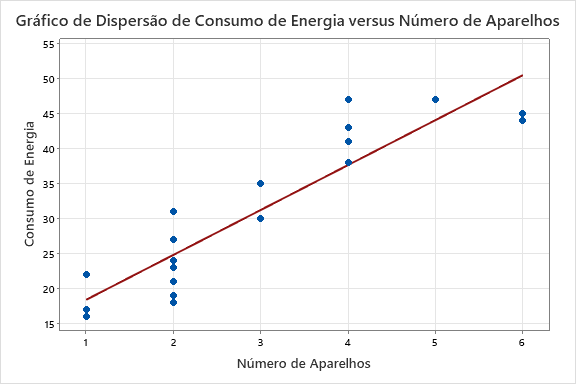 Gráfico de Dispersão de Consumo de Energia versus Número de Aparelhos
55
50
45
40
35
30
25
20
15
Consumo de Energia
1 2 3 4 5 6
Número de Aparelhos